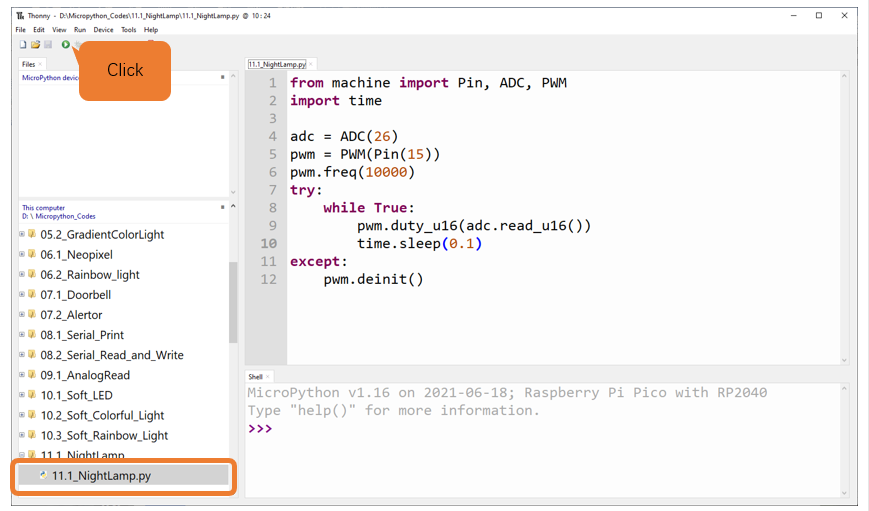 Thonny - D:\Micropython_Codes\11.1_NightLamp\11.1_NightLamp.py @ 10 : 24
File Edit View Run Device Tools Help
Click
Files
MicroPython devic
This computer
D: \ Micropython_Codes
05.2_GradientColorLight
06.1_Neopixel
06.2_Rainbow_light
07.1_Doorbell
07.2_Alertor
08.1_Serial_Print
08.2_Serial_Read_and_Write
09.1_AnalogRead
10.1_Soft_LED
10.2_Soft_Colorful_Light
10.3_Soft_Rainbow_Light
11.1_NightLamp
11.1_NightLamp.py
11.1_NightLamp.py
1 from machine import Pin, ADC, PWM
2 import time
3
4 adc = ADC(26)
5 pwm = PWM(Pin(15))
6 pwm.freq(10000)
7 try:
8     while True:
9         pwm.duty_u16(adc.read_u16())
10         time.sleep(0.1)
11 except:
12     pwm.deinit()
Shell
MicroPython v1.16 on 2021-06-18; Raspberry Pi Pico with RP2040
Type "help()" for more information.
>>>